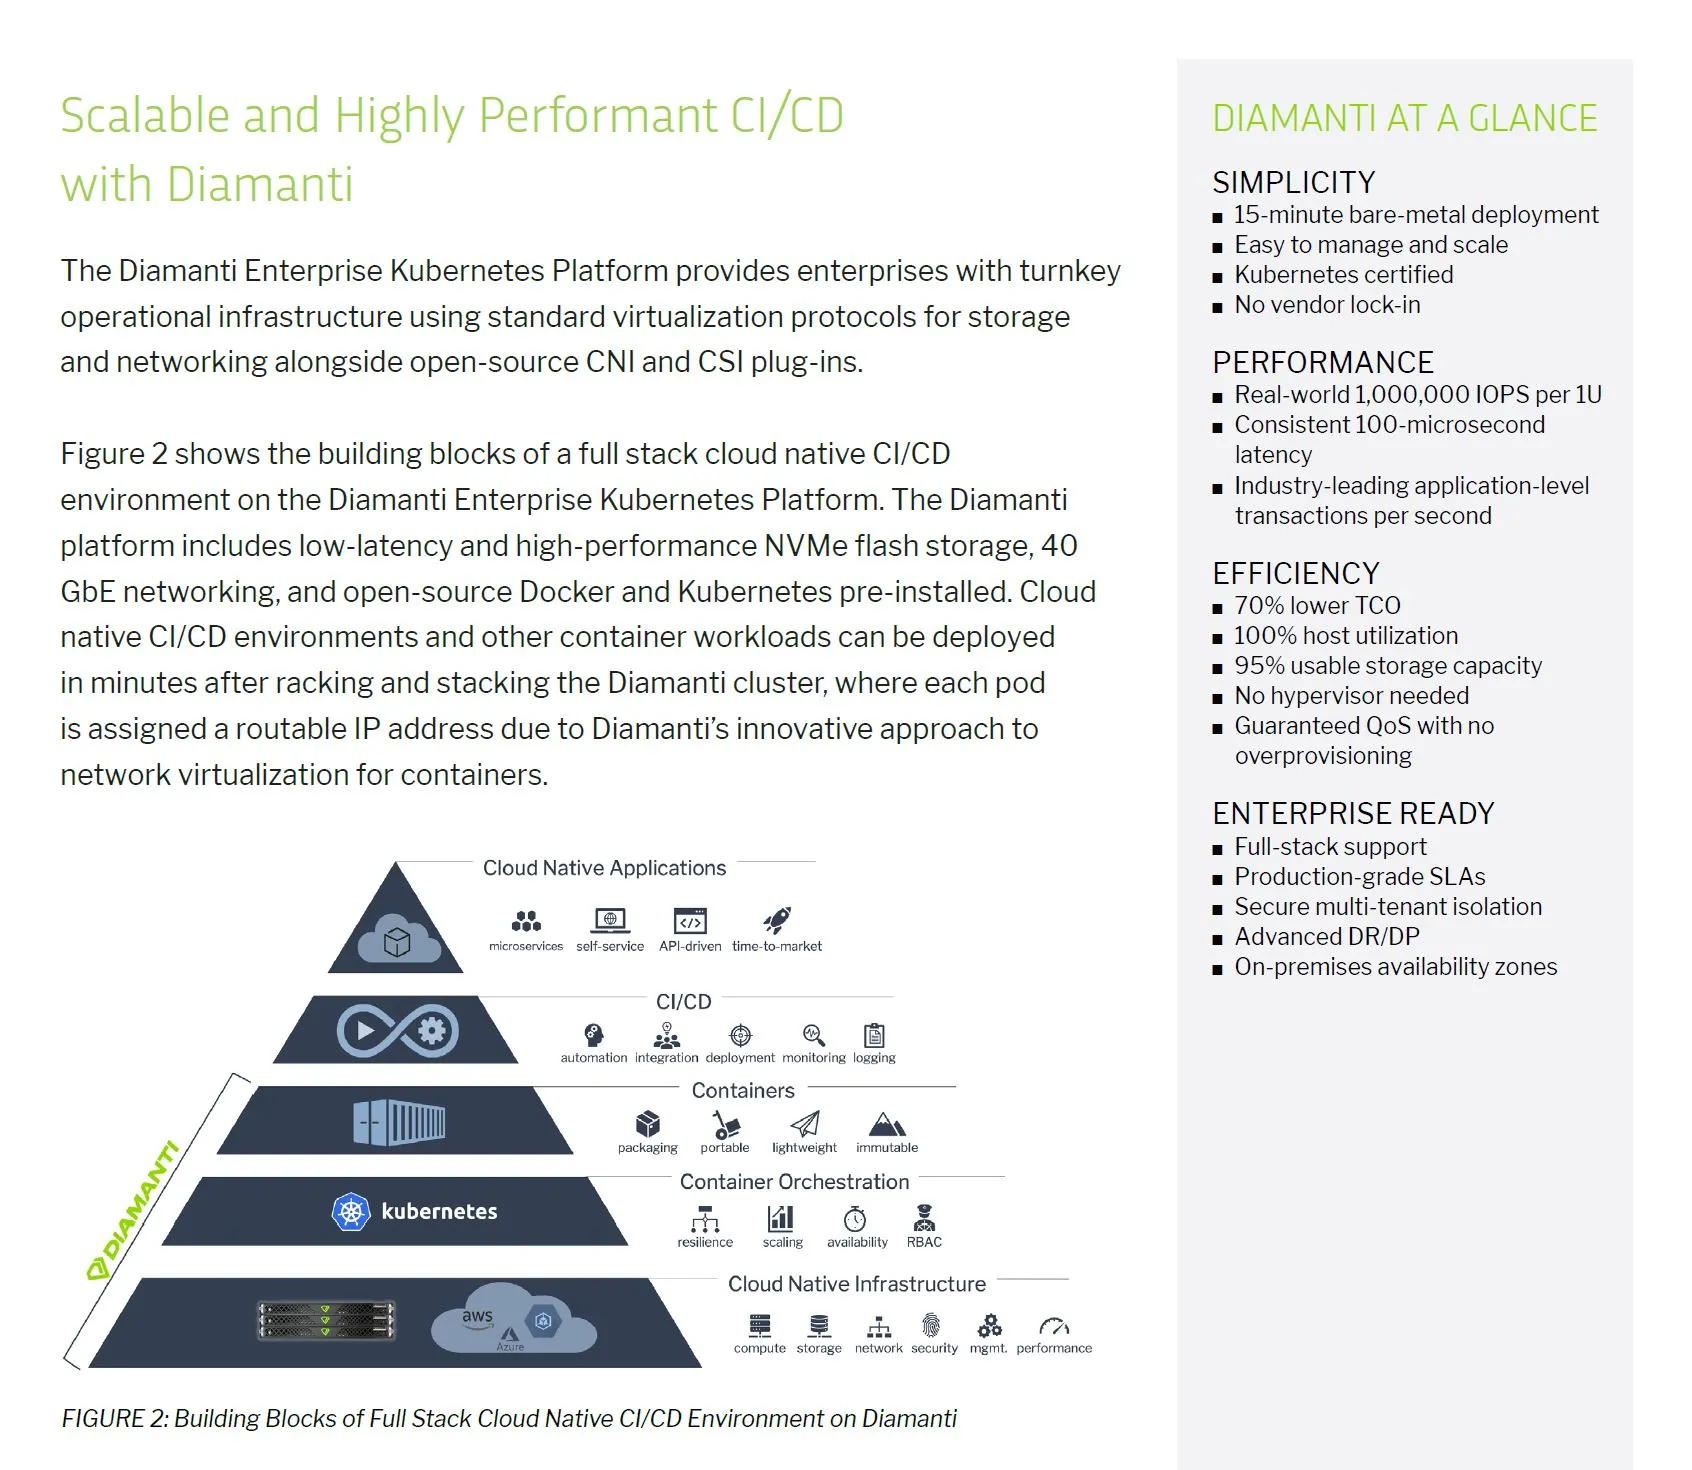 Scalable and Highly Performant CI/CD
with Diamanti
The Diamanti Enterprise Kubernetes Platform provides enterprises with turnkey
operational infrastructure using standard virtualization protocols for storage
and networking alongside open-source CNI and CSI plug-ins.
Figure 2 shows the building blocks of a full stack cloud native CI/CD
environment on the Diamanti Enterprise Kubernetes Platform. The Diamanti
platform includes low-latency and high-performance NVMe flash storage, 40
GbE networking, and open-source Docker and Kubernetes pre-installed. Cloud
native CI/CD environments and other container workloads can be deployed
in minutes after racking and stacking the Diamanti cluster, where each pod
is assigned a routable IP address due to Diamanti’s innovative approach to
network virtualization for containers.
Cloud Native Applications
microservices self-service API-driven time-to-market
CI/CD
automation integration deployment monitoring logging
Containers
packaging portable lightweight immutable
Container Orchestration
kubernetes
resilience scaling availability RBAC
Cloud Native Infrastructure
aws
Azure
compute storage network security mgmt. performance
DIAMANTI
FIGURE 2: Building Blocks of Full Stack Cloud Native CI/CD Environment on Diamanti
DIAMANTI AT A GLANCE
SIMPLICITY
■ 15-minute bare-metal deployment
■ Easy to manage and scale
■ Kubernetes certified
■ No vendor lock-in
PERFORMANCE
■ Real-world 1,000,000 IOPS per 1U
■ Consistent 100-microsecond
latency
■ Industry-leading application-level
transactions per second
EFFICIENCY
■ 70% lower TCO
■ 100% host utilization
■ 95% usable storage capacity
■ No hypervisor needed
■ Guaranteed QoS with no
overprovisioning
ENTERPRISE READY
■ Full-stack support
■ Production-grade SLAs
■ Secure multi-tenant isolation
■ Advanced DR/DP
■ On-premises availability zones